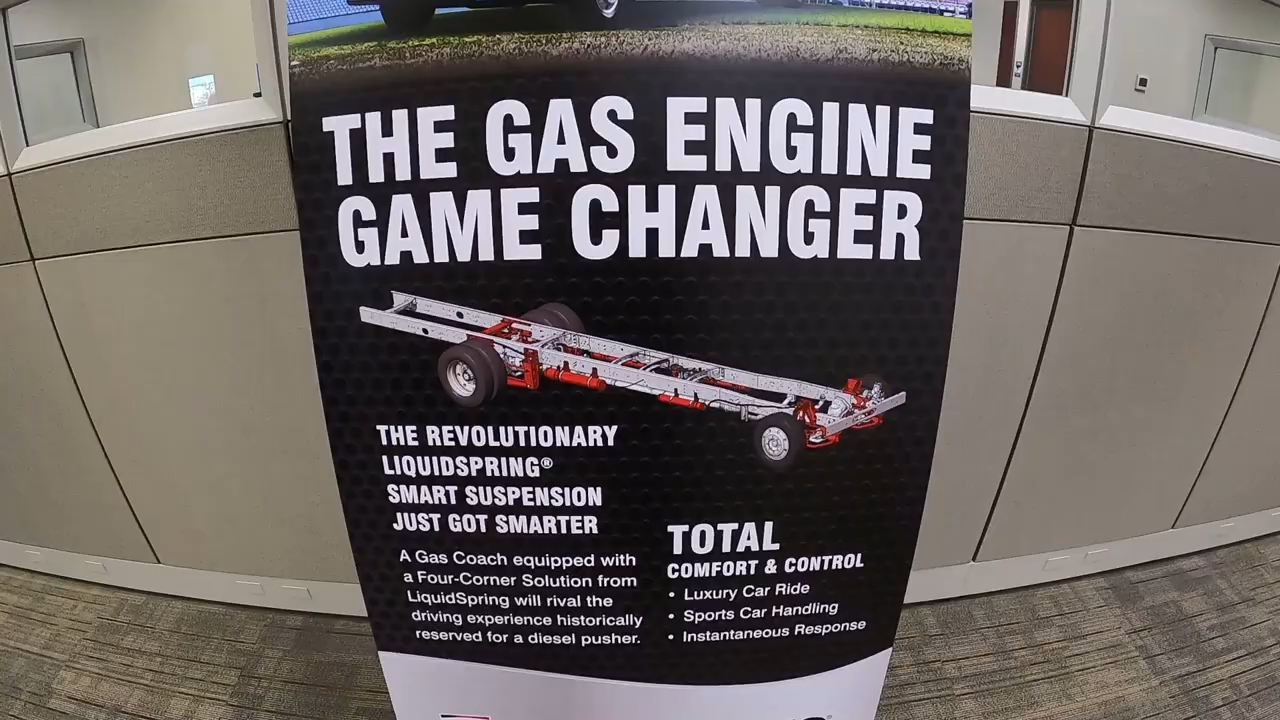 THE GAS ENGINE
GAME CHANGER
THE REVOLUTIONARY
LIQUIDSPRING®
SMART SUSPENSION
JUST GOT SMARTER
A Gas Coach equipped with
a Four-Corner Solution from
LiquidSpring will rival the
driving experience historically
reserved for a diesel pusher.
TOTAL
COMFORT & CONTROL
• Luxury Car Ride
• Sports Car Handling
• Instantaneous Response